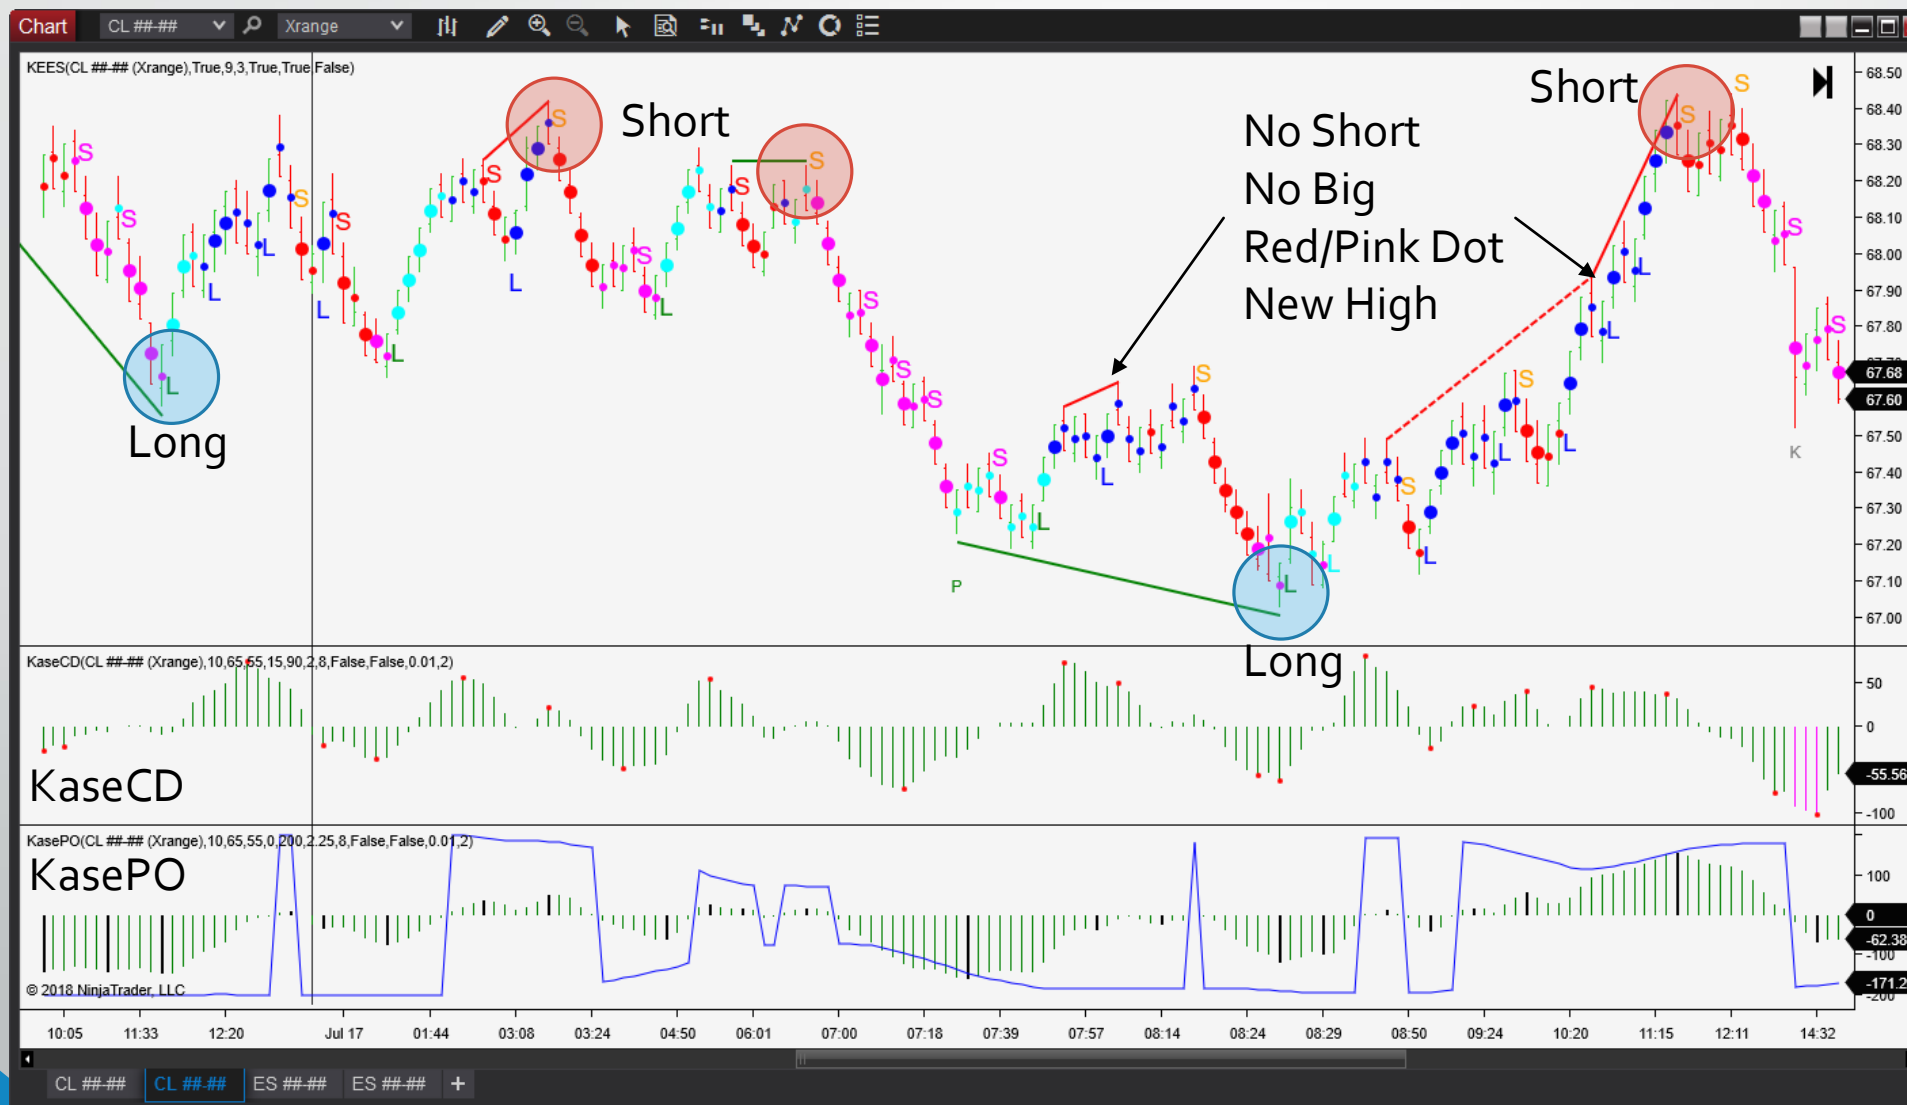 Chart CL ##-## Xrange
KEES(CL ##-## (Xrange),True,9,3,True,True,False)
Short
Short
No Short
No Big
Red/Pink Dot
New High
Long
Long
S
S
S
L
L
L
S
L
S
L
S
L
S
S
L
S
S
S
S
S
P
S
L
L
S
L
L
S
L
S
L
L
L
S
S
S
S
K
68.50
68.40
68.30
68.20
68.10
68.00
67.90
67.80
67.68
67.60
67.50
67.40
67.30
67.20
67.10
67.00
KaseCD(CL ##-## (Xrange),10,65,55,15,90,2,8,False,False,0.01,2)
KaseCD
50
0
-55.56
-100
KasePO(CL ##-## (Xrange),10,65,55,0,200,2.25,8,False,False,0.01,2)
KasePO
100
0
-62.38
-100
-171.2
-200
© 2018 NinjaTrader, LLC
10:05 11:33 12:20 Jul 17 01:44 03:08 03:24 04:50 06:01 07:00 07:18 07:39 07:57 08:14 08:24 08:29 08:50 09:24 10:20 11:15 12:11 14:32
CL ##-## CL ##-## ES ##-## ES ##-## +